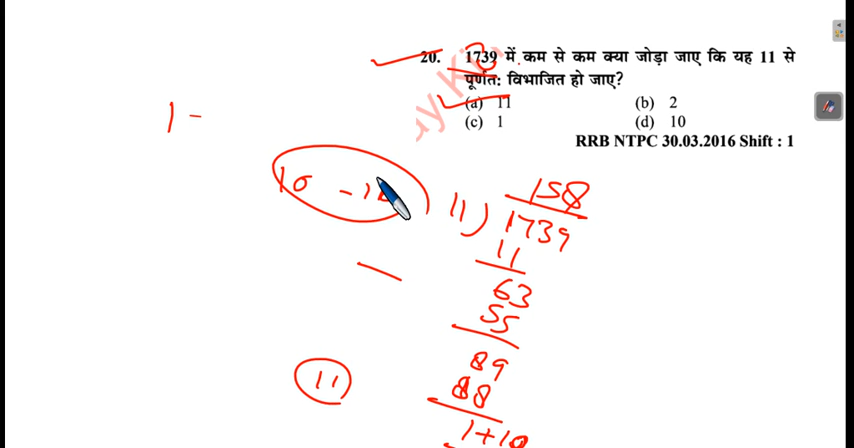 20. 1739 में कम से कम क्या जोड़ा जाए कि यह 11 से
पूर्णत: विभाजित हो जाए?
(a) 11 (b) 2
(c) 1 (d) 10
RRB NTPC 30.03.2016 Shift : 1
1 -
158
11) 1739
11
63
55
89
88
1+10
11